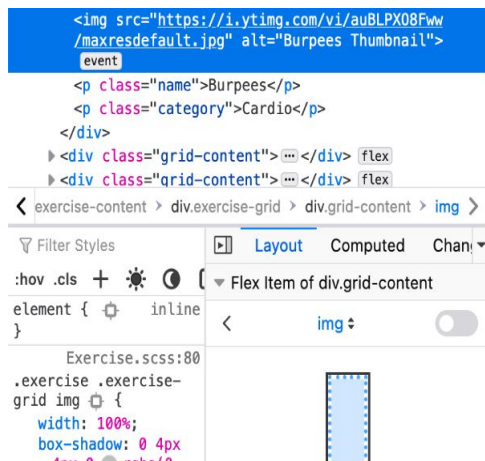 <img src="https://i.ytimg.com/vi/auBLPXO8Fww
/maxresdefault.jpg" alt="Burpees Thumbnail">
event
<p class="name">Burpees</p>
<p class="category">Cardio</p>
</div>
<div class="grid-content"> ⋯ </div> flex
<div class="grid-content"> ⋯ </div> flex
exercise-content > div.exercise-grid > div.grid-content > img
Filter Styles
Layout Computed
:hov .cls +
Flex Item of div.grid-content
element { inline
}
img
Exercise.scss:80
.exercise .exercise-
grid img {
width: 100%;
box-shadow: 0 4px